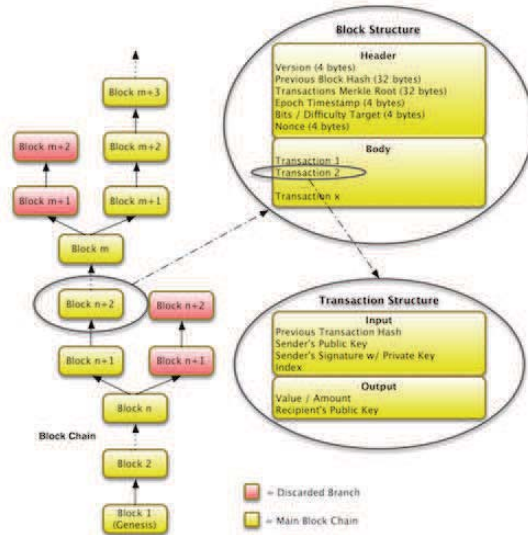 Block Structure
Header
Version (4 bytes)
Previous Block Hash (32 bytes)
Transactions Merkle Root (32 bytes)
Epoch Timestamp (4 bytes)
Bits / Difficulty Target (4 bytes)
Nonce (4 bytes)
Body
Transaction 1
Transaction 2
Transaction x
Block m+3
Block m+2
Block m+2
Block m+1
Block m+1
Block m
Block n+2
Block n+2
Block n+1
Block n+1
Block n
Block Chain
Block 2
Block 1
(Genesis)
Transaction Structure
Input
Previous Transaction Hash
Sender's Public Key
Sender's Signature w/ Private Key
Index
Output
Value / Amount
Recipient's Public Key
= Discarded Branch
= Main Block Chain